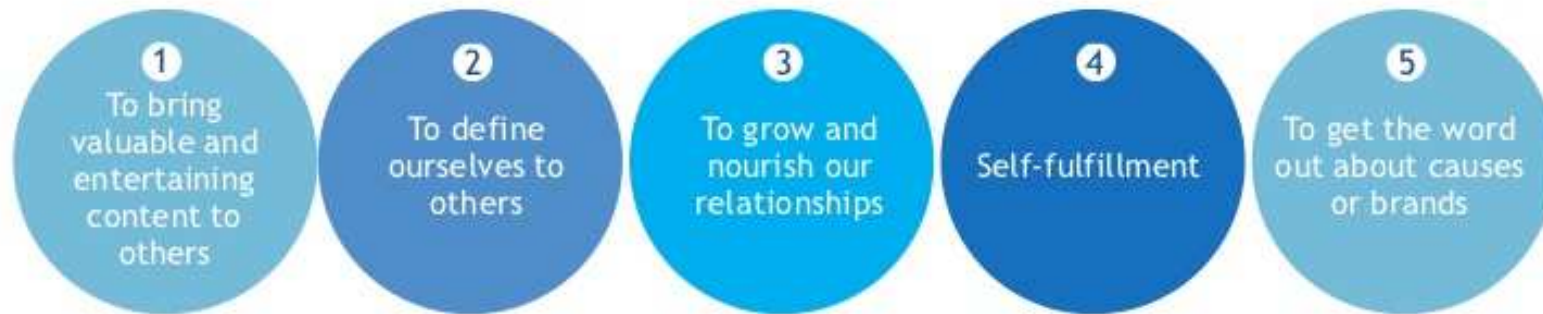 1
To bring
valuable and
entertaining
content to
others
2
To define
ourselves to
others
3
To grow and
nourish our
relationships
4
Self-fulfillment
5
To get the word
out about causes
or brands